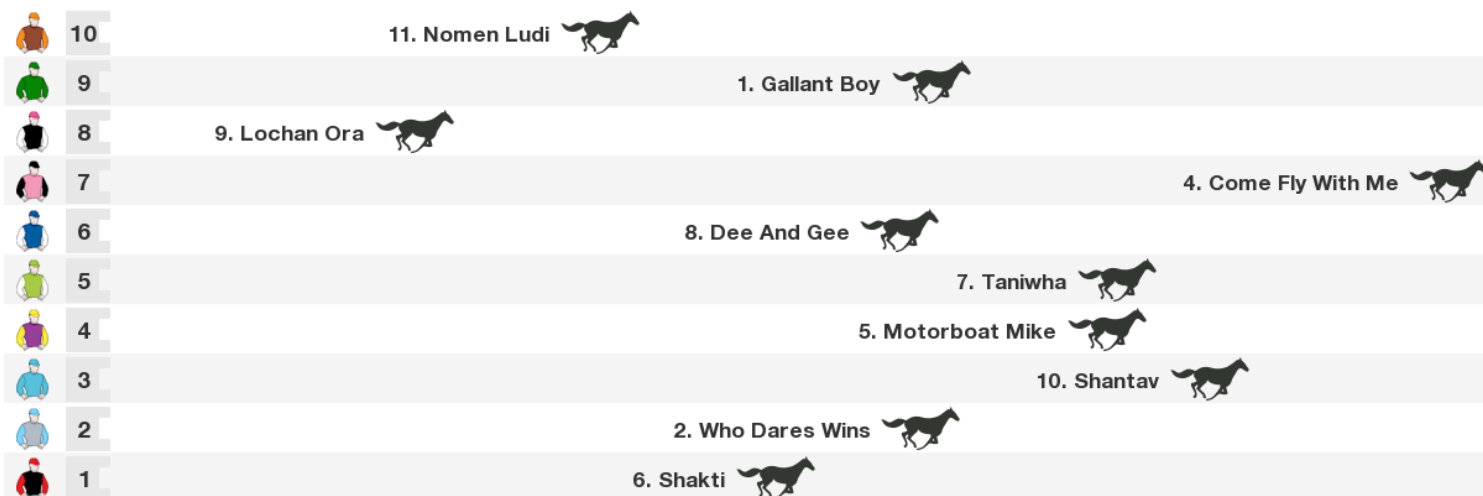 10 11. Nomen Ludi
9 1. Gallant Boy
8 9. Lochan Ora
7 4. Come Fly With Me
6 8. Dee And Gee
5 7. Taniwha
4 5. Motorboat Mike
3 10. Shantav
2 2. Who Dares Wins
1 6. Shakti